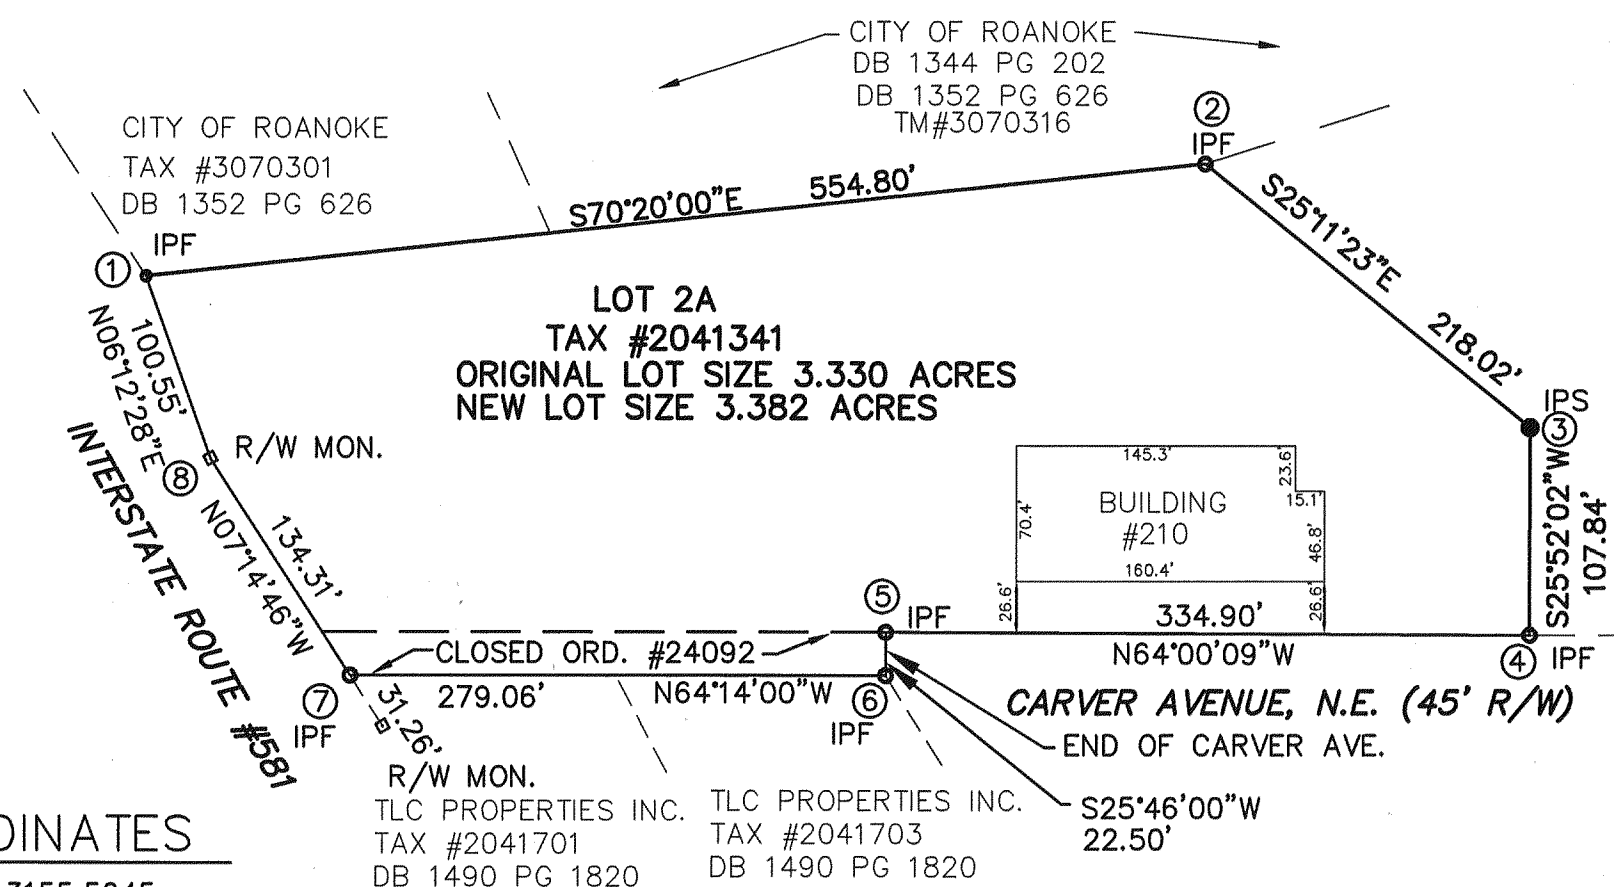 CITY OF ROANOKE
DB 1344 PG 202
DB 1352 PG 626
TM#3070316
CITY OF ROANOKE
TAX #3070301
DB 1352 PG 626
②
IPF
S70°20'00"E 554.80'
S25°11'23"E
218.02'
① IPF
LOT 2A
TAX #2041341
ORIGINAL LOT SIZE 3.330 ACRES
NEW LOT SIZE 3.382 ACRES
100.55'
N06°12'28"E
R/W MON.
⑧
IPS
③
S25°52'02"W
107.84'
145.3'
23.6'
15.1'
BUILDING
#210
70.4'
46.8'
160.4'
26.6'
26.6'
INTERSTATE ROUTE #581
134.31'
N07°14'46"W
⑤
IPF
334.90'
N64°00'09"W
④ IPF
CLOSED ORD. #24092
279.06' N64°14'00"W
⑦
IPF
⑥
IPF
31.26'
R/W MON.
CARVER AVENUE, N.E. (45' R/W)
END OF CARVER AVE.
S25°46'00"W
22.50'
TLC PROPERTIES INC.
TAX #2041701
DB 1490 PG 1820
TLC PROPERTIES INC.
TAX #2041703
DB 1490 PG 1820
DINATES